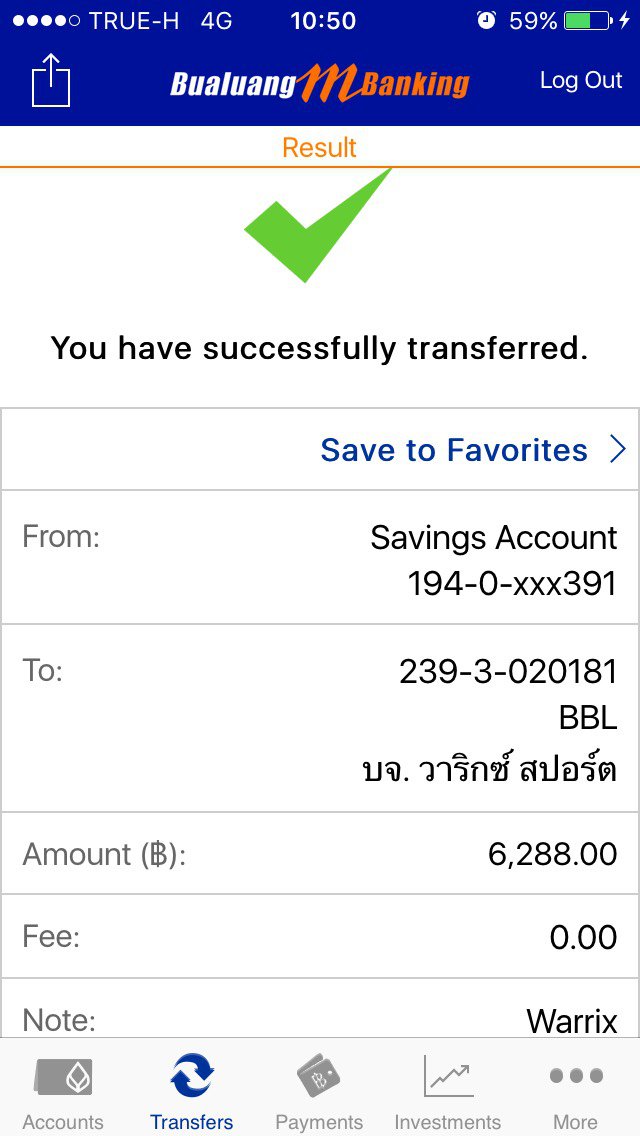 TRUE-H 4G 10:50 59%
Bualuang mBanking Log Out
Result
You have successfully transferred.
Save to Favorites
From: Savings Account
194-0-xxx391
To: 239-3-020181
BBL
บจ. วาริกซ์ สปอร์ต
Amount (฿): 6,288.00
Fee: 0.00
Note: Warrix
Accounts Transfers Payments Investments More